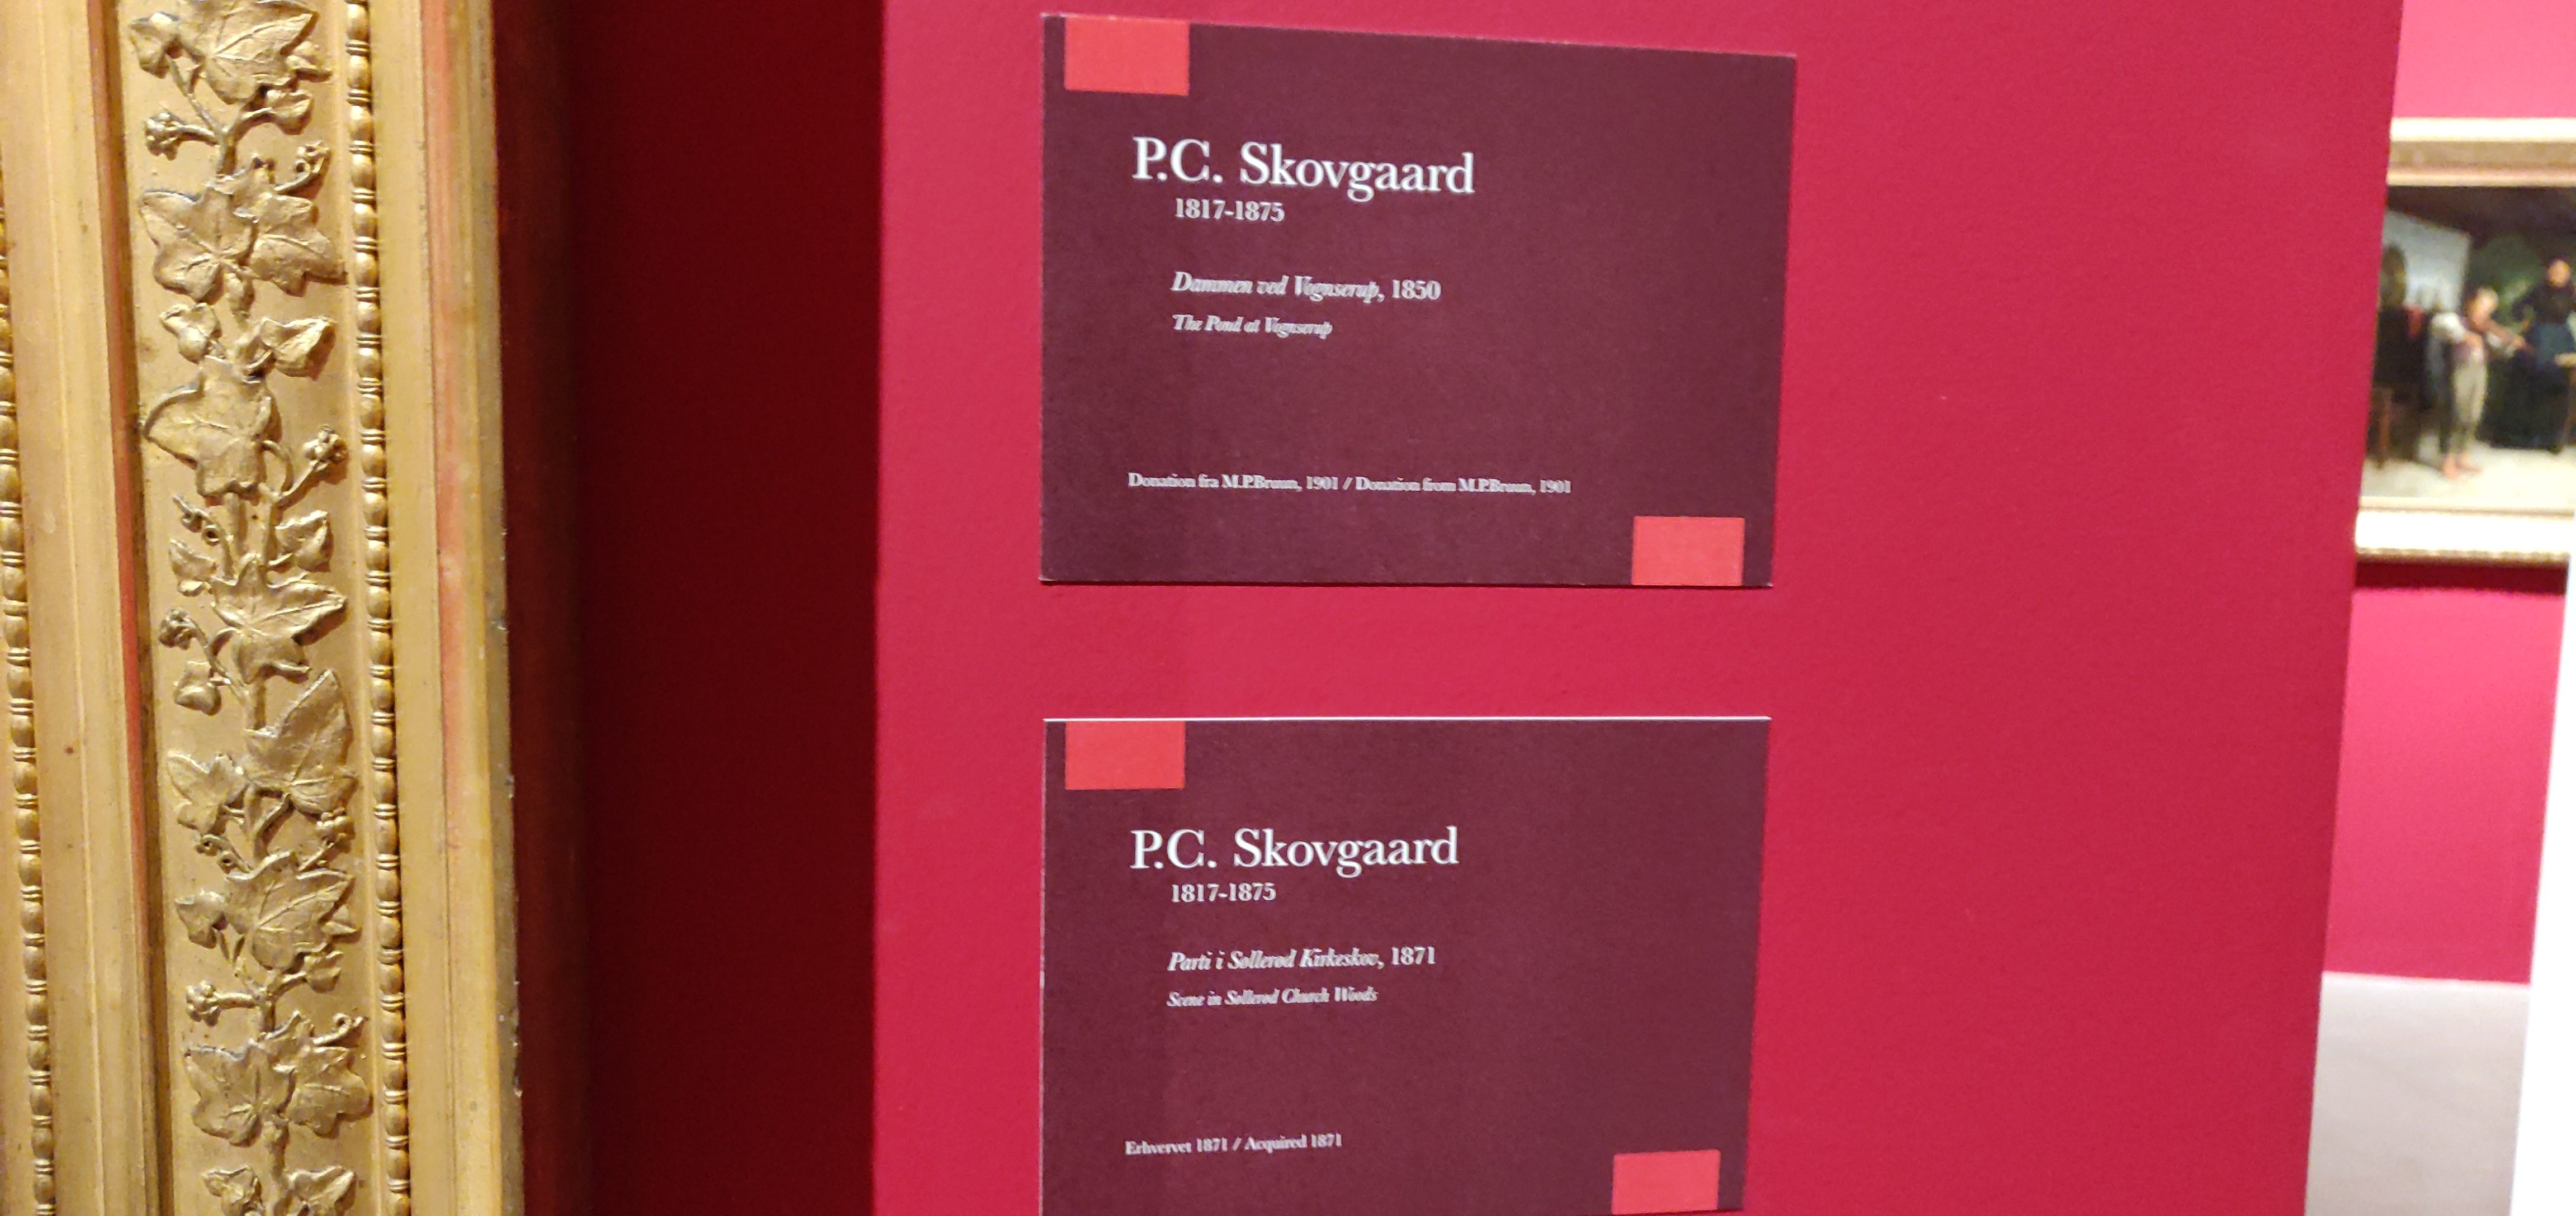 P.C. Skovgaard
1817-1875
Dammen ved Vognserup, 1850
The Pond at Vognserup
Donation fra M.P.Bruun, 1901 / Donation from M.P.Bruun, 1901
P.C. Skovgaard
1817-1875
Parti i Søllerød Kirkeskov, 1871
Scene in Søllerød Church Woods
Erhvervet 1871 / Acquired 1871